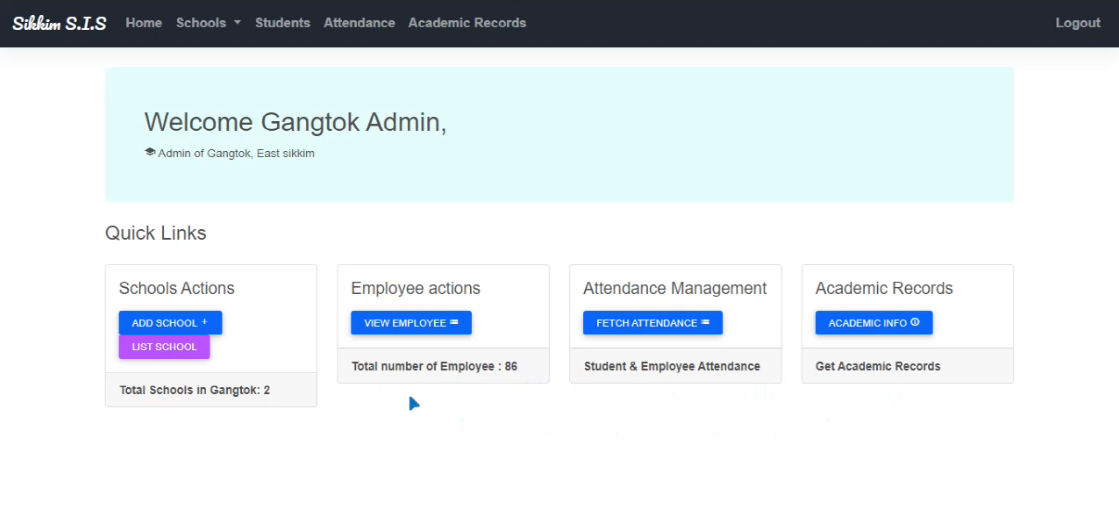 Sikkim S.I.S Home Schools Students Attendance Academic Records Logout
Welcome Gangtok Admin,
Admin of Gangtok, East sikkim
Quick Links
Schools Actions
ADD SCHOOL +
LIST SCHOOL
Total Schools in Gangtok: 2
Employee actions
VIEW EMPLOYEE
Total number of Employee : 86
Attendance Management
FETCH ATTENDANCE
Student & Employee Attendance
Academic Records
ACADEMIC INFO
Get Academic Records